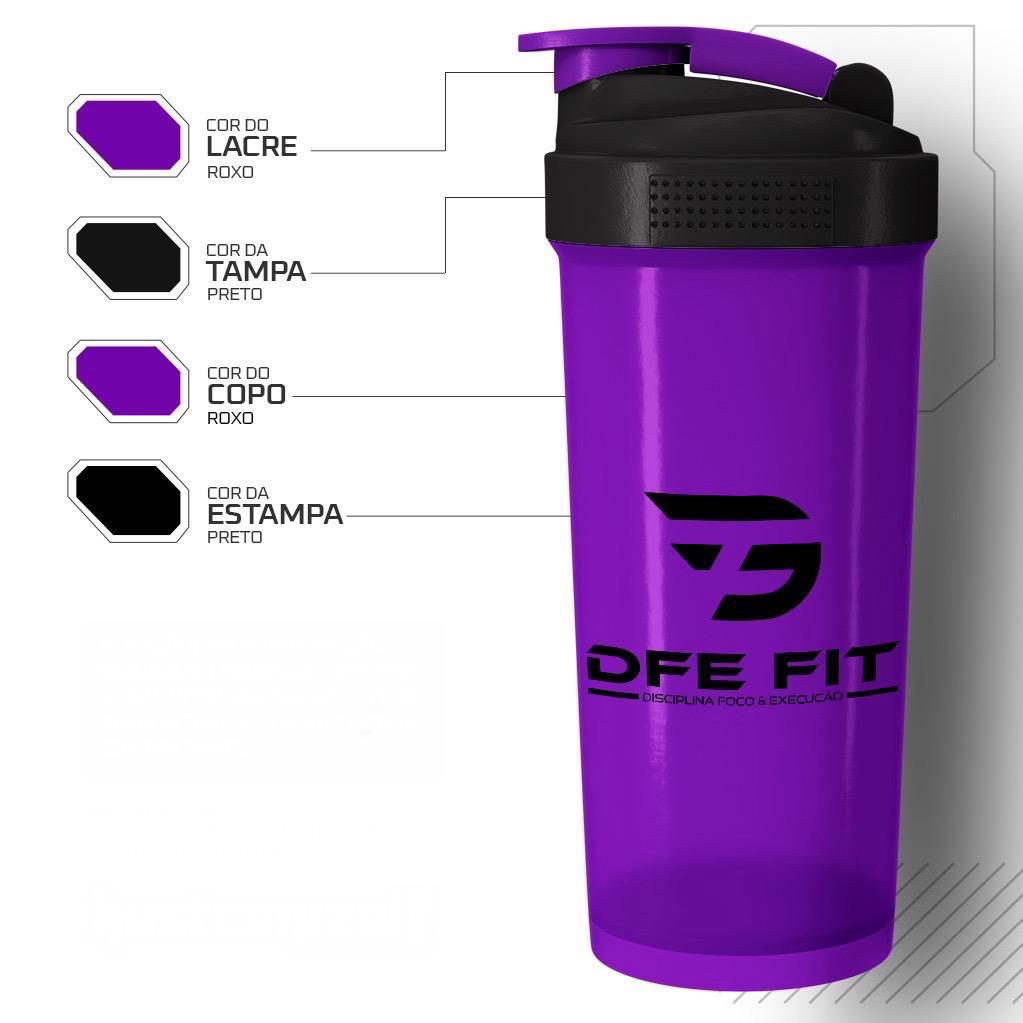 COR DO
LACRE
ROXO
COR DA
TAMPA
PRETO
COR DO
COPO
ROXO
COR DA
ESTAMPA
PRETO
DFE FIT
DISCIPLINA FOCO & EXECUÇÃO